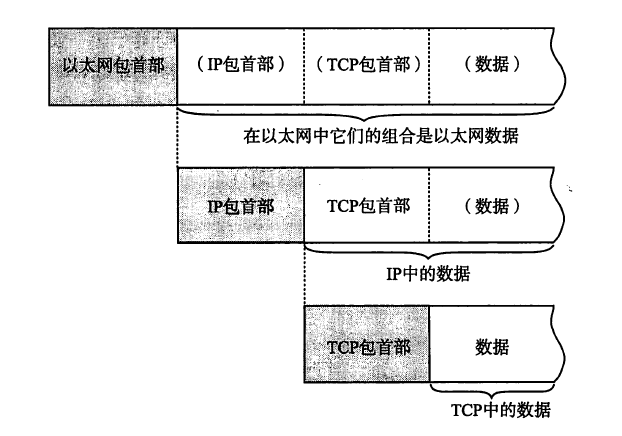 以太网包首部 （IP包首部） （TCP包首部） （数据）
在以太网中它们的组合是以太网数据
IP包首部 TCP包首部 （数据）
IP中的数据
TCP包首部 数据
TCP中的数据